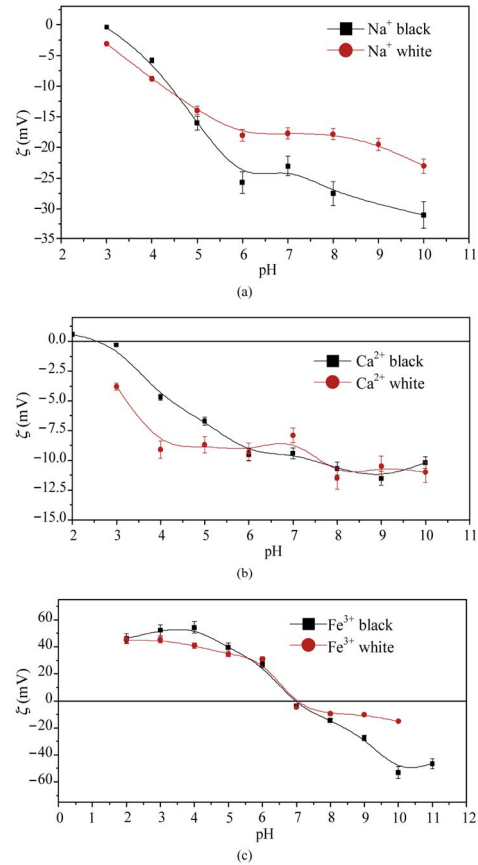 0
−5
−10
−15
−20
−25
−30
−35
ζ (mV)
Na⁺ black
Na⁺ white
2 3 4 5 6 7 8 9 10 11
pH
(a)
0.0
−2.5
−5.0
−7.5
−10.0
−12.5
−15.0
ζ (mV)
Ca²⁺ black
Ca²⁺ white
2 3 4 5 6 7 8 9 10 11
pH
(b)
60
40
20
0
−20
−40
−60
ζ (mV)
Fe³⁺ black
Fe³⁺ white
0 1 2 3 4 5 6 7 8 9 10 11 12
pH
(c)